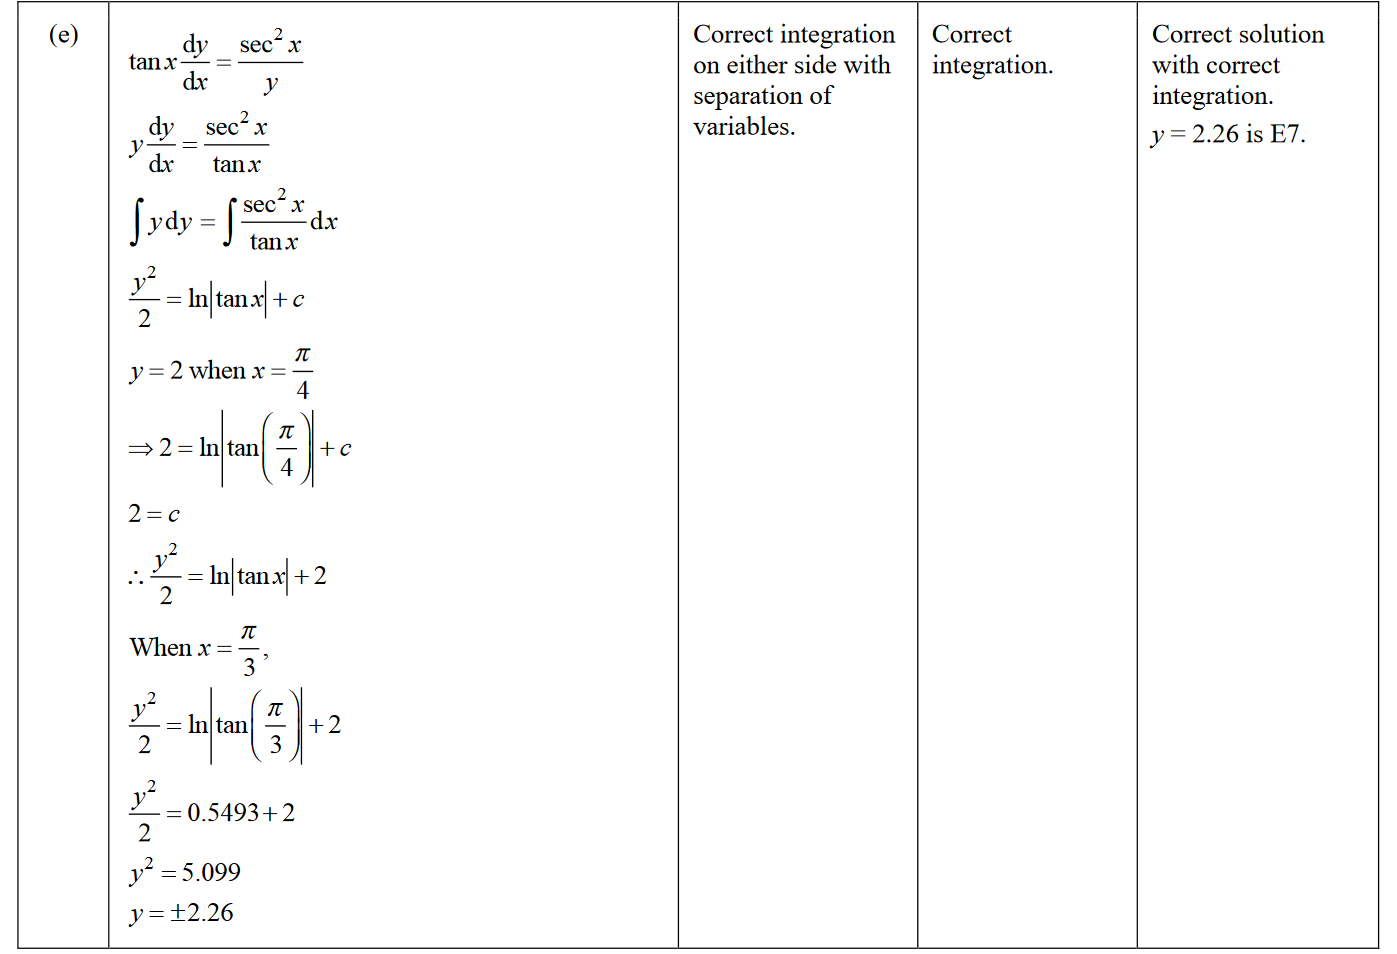 (e)
tan x dy/dx = sec² x / y
y dy/dx = sec² x / tan x
∫ y dy = ∫ sec² x / tan x dx
y²/2 = ln|tan x| + c
y = 2 when x = π/4
⇒ 2 = ln|tan(π/4)| + c
2 = c
∴ y²/2 = ln|tan x| + 2
When x = π/3,
y²/2 = ln|tan(π/3)| + 2
y²/2 = 0.5493 + 2
y² = 5.099
y = ±2.26
Correct integration
on either side with
separation of
variables.
Correct
integration.
Correct solution
with correct
integration.
y = 2.26 is E7.